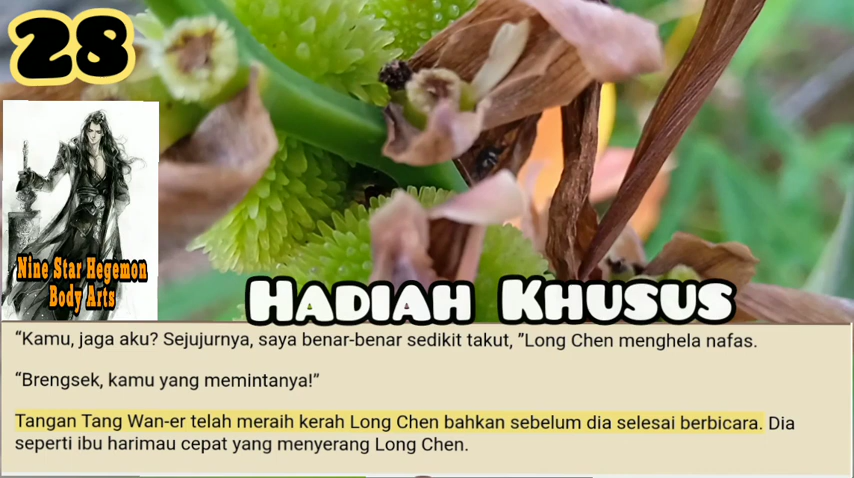 28
Nine Star Hegemon
Body Arts
HADIAH KHUSUS
“Kamu, jaga aku? Sejujurnya, saya benar-benar sedikit takut, ”Long Chen menghela nafas.
“Brengsek, kamu yang memintanya!”
Tangan Tang Wan-er telah meraih kerah Long Chen bahkan sebelum dia selesai berbicara. Dia
seperti ibu harimau cepat yang menyerang Long Chen.